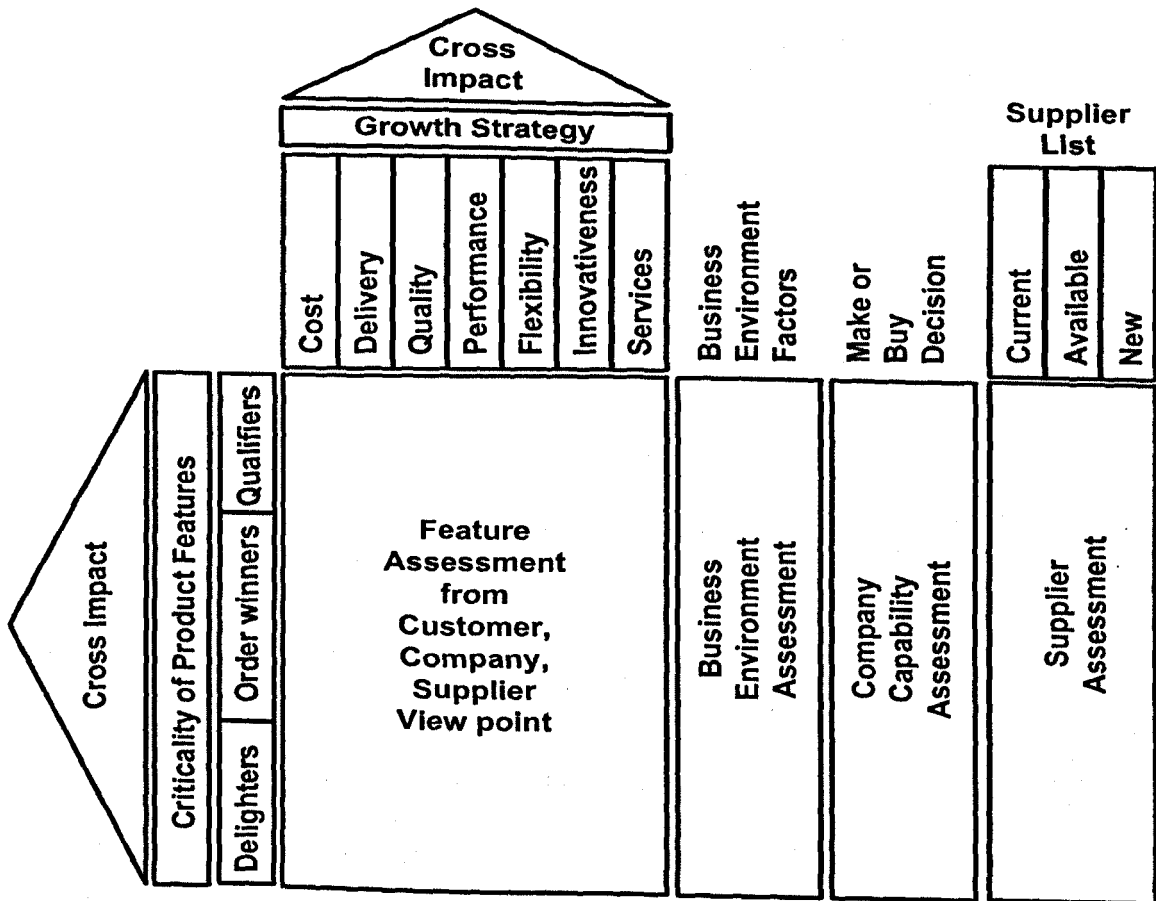 Cross
Impact
Growth Strategy
Supplier
List
Cost
Delivery
Quality
Performance
Flexibility
Innovativeness
Services
Business
Environment
Factors
Make or
Buy
Decision
Current
Available
New
Cross Impact
Criticality of Product Features
Qualifiers
Order winners
Delighters
Feature
Assessment
from
Customer,
Company,
Supplier
View point
Business
Environment
Assessment
Company
Capability
Assessment
Supplier
Assessment